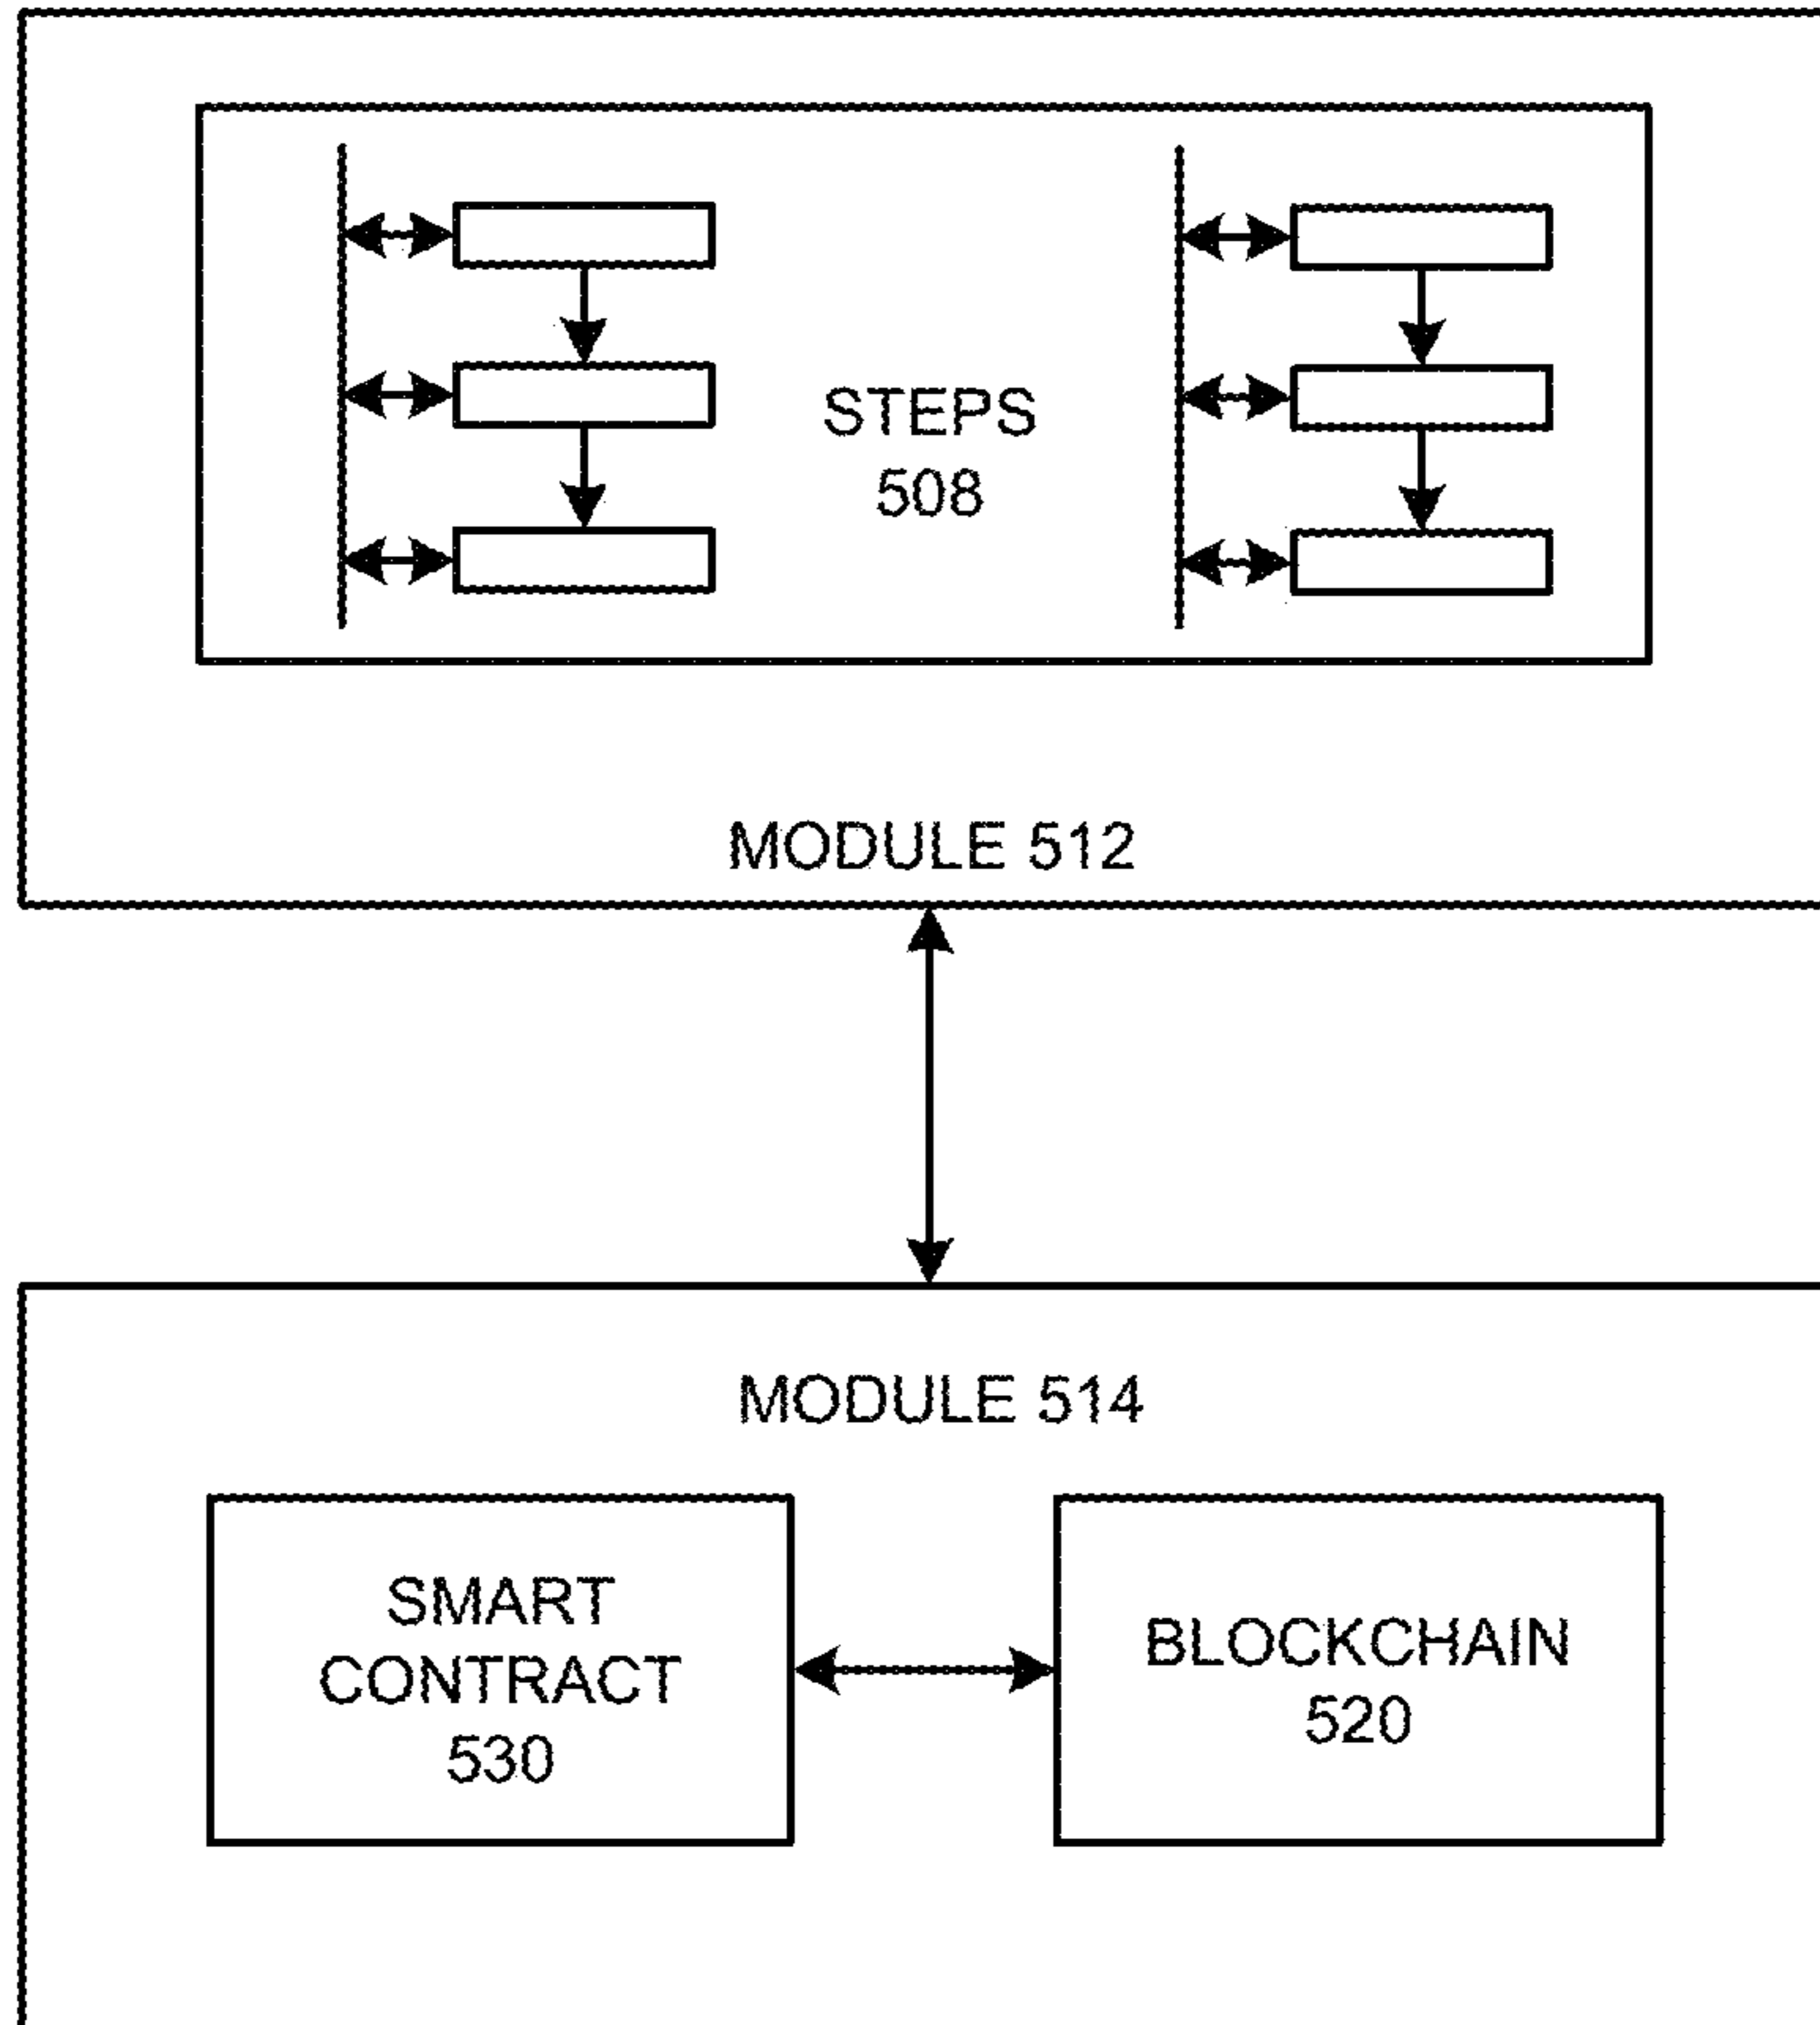 STEPS
508
MODULE 512
MODULE 514
SMART
CONTRACT
530
BLOCKCHAIN
520